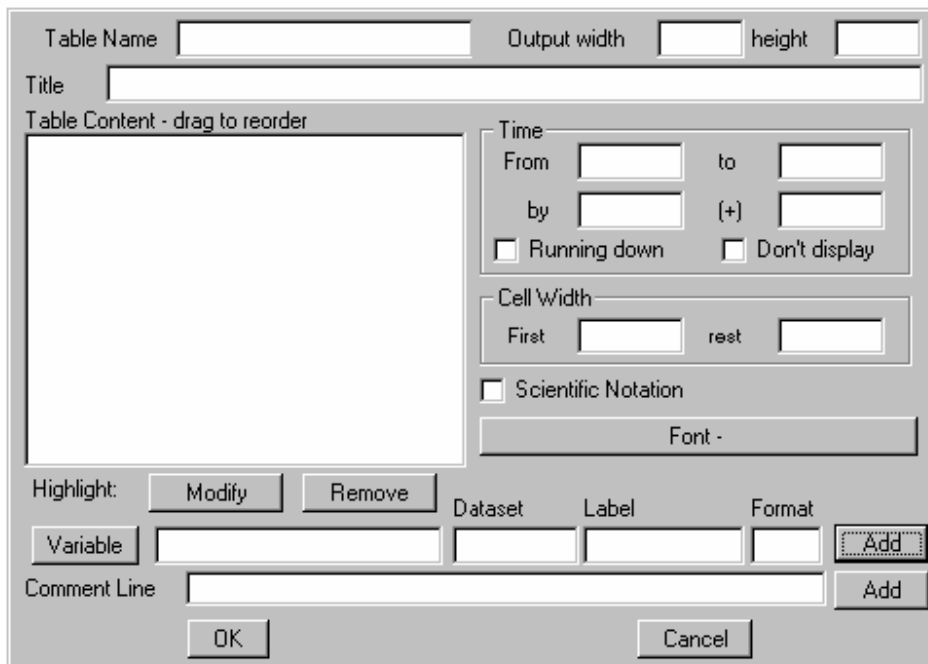 Table Name Output width height
Title
Table Content - drag to reorder
Time
From to
by (+)
Running down Don't display
Cell Width
First rest
Scientific Notation
Font -
Highlight: Modify Remove
Dataset Label Format
Variable Add
Comment Line Add
OK Cancel